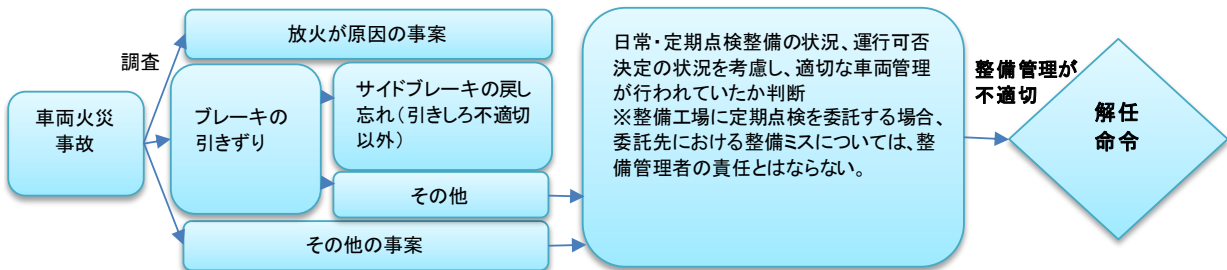 放火が原因の事案
調査
車両火災
事故
ブレーキの
引きずり
サイドブレーキの戻し
忘れ(引きしろ不適切
以外)
その他
その他の事案
日常・定期点検整備の状況、運行可否
決定の状況を考慮し、適切な車両管理
が行われていたか判断
※整備工場に定期点検を委託する場合、
委託先における整備ミスについては、整
備管理者の責任とはならない。
整備管理が
不適切
解任
命令